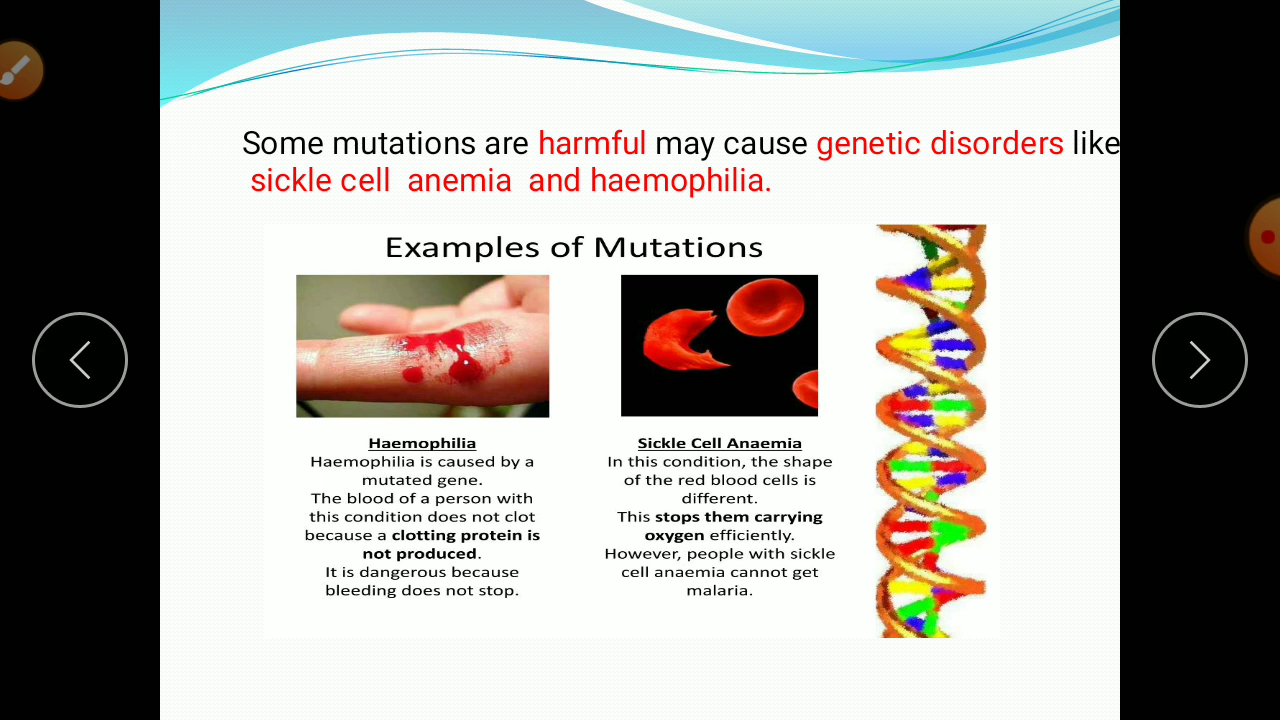 Some mutations are harmful may cause genetic disorders like
sickle cell anemia and haemophilia.
Examples of Mutations
Haemophilia
Haemophilia is caused by a
mutated gene.
The blood of a person with
this condition does not clot
because a clotting protein is
not produced.
It is dangerous because
bleeding does not stop.
Sickle Cell Anaemia
In this condition, the shape
of the red blood cells is
different.
This stops them carrying
oxygen efficiently.
However, people with sickle
cell anaemia cannot get
malaria.